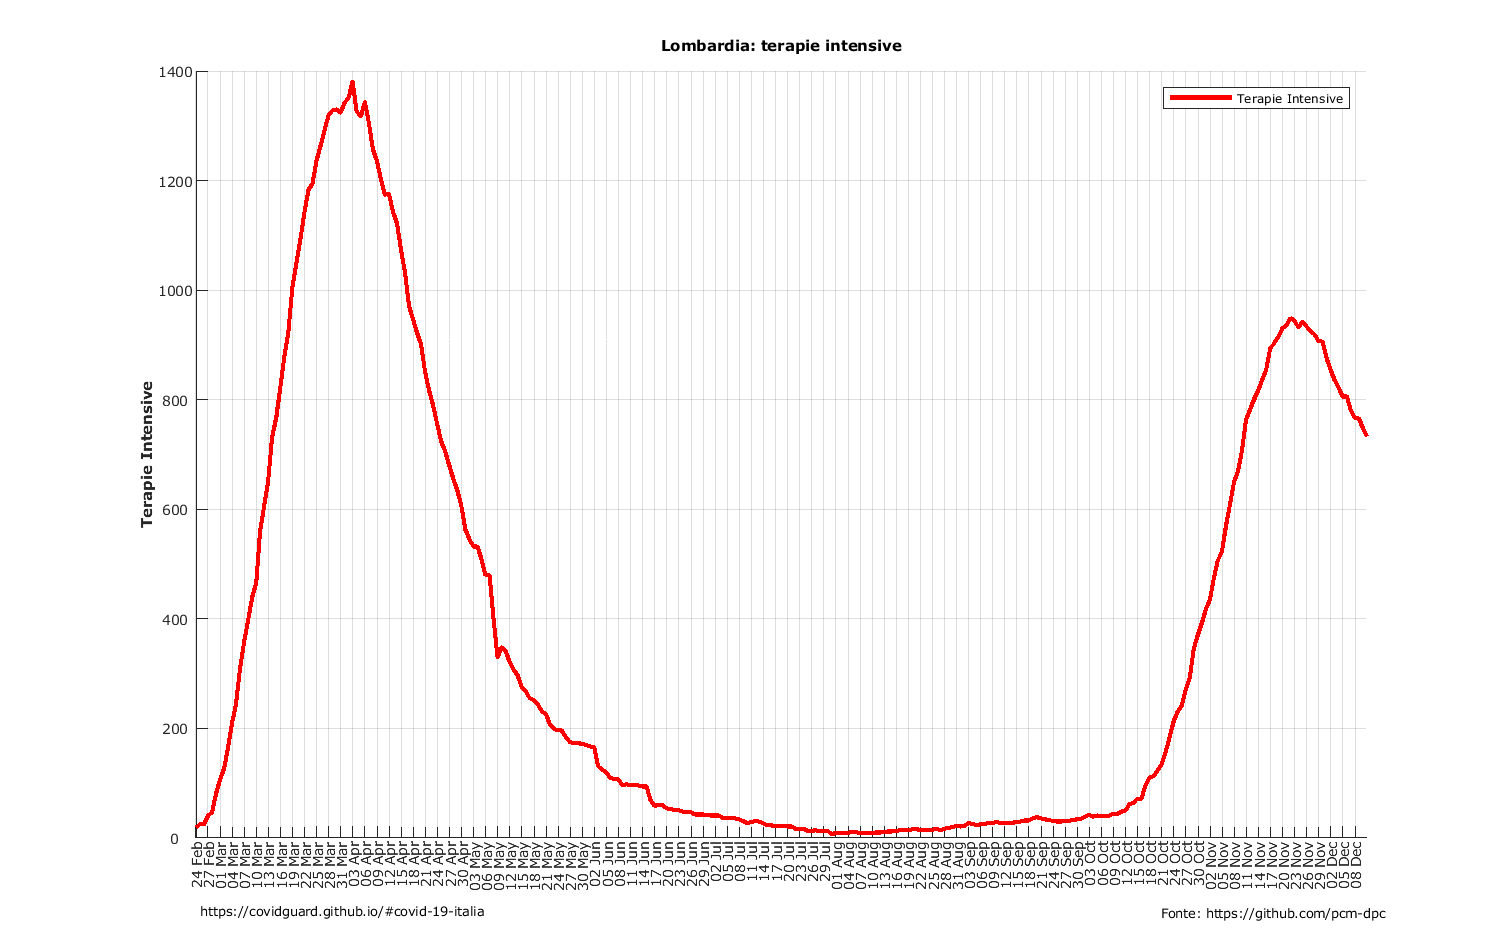 Lombardia: terapie intensive
Terapie Intensive
1400
1200
1000
800
600
400
200
0
Terapie Intensive
24 Feb
27 Feb
01 Mar
04 Mar
07 Mar
10 Mar
13 Mar
16 Mar
19 Mar
22 Mar
25 Mar
28 Mar
31 Mar
03 Apr
06 Apr
09 Apr
12 Apr
15 Apr
18 Apr
21 Apr
24 Apr
27 Apr
30 Apr
03 May
06 May
09 May
12 May
15 May
18 May
21 May
24 May
27 May
30 May
02 Jun
05 Jun
08 Jun
11 Jun
14 Jun
17 Jun
20 Jun
23 Jun
26 Jun
29 Jun
02 Jul
05 Jul
08 Jul
11 Jul
14 Jul
17 Jul
20 Jul
23 Jul
26 Jul
29 Jul
01 Aug
04 Aug
07 Aug
10 Aug
13 Aug
16 Aug
19 Aug
22 Aug
25 Aug
28 Aug
31 Aug
03 Sep
06 Sep
09 Sep
12 Sep
15 Sep
18 Sep
21 Sep
24 Sep
27 Sep
30 Sep
03 Oct
06 Oct
09 Oct
12 Oct
15 Oct
18 Oct
21 Oct
24 Oct
27 Oct
30 Oct
02 Nov
05 Nov
08 Nov
11 Nov
14 Nov
17 Nov
20 Nov
23 Nov
26 Nov
29 Nov
02 Dec
05 Dec
08 Dec
https://covidguard.github.io/#covid-19-italia
Fonte: https://github.com/pcm-dpc